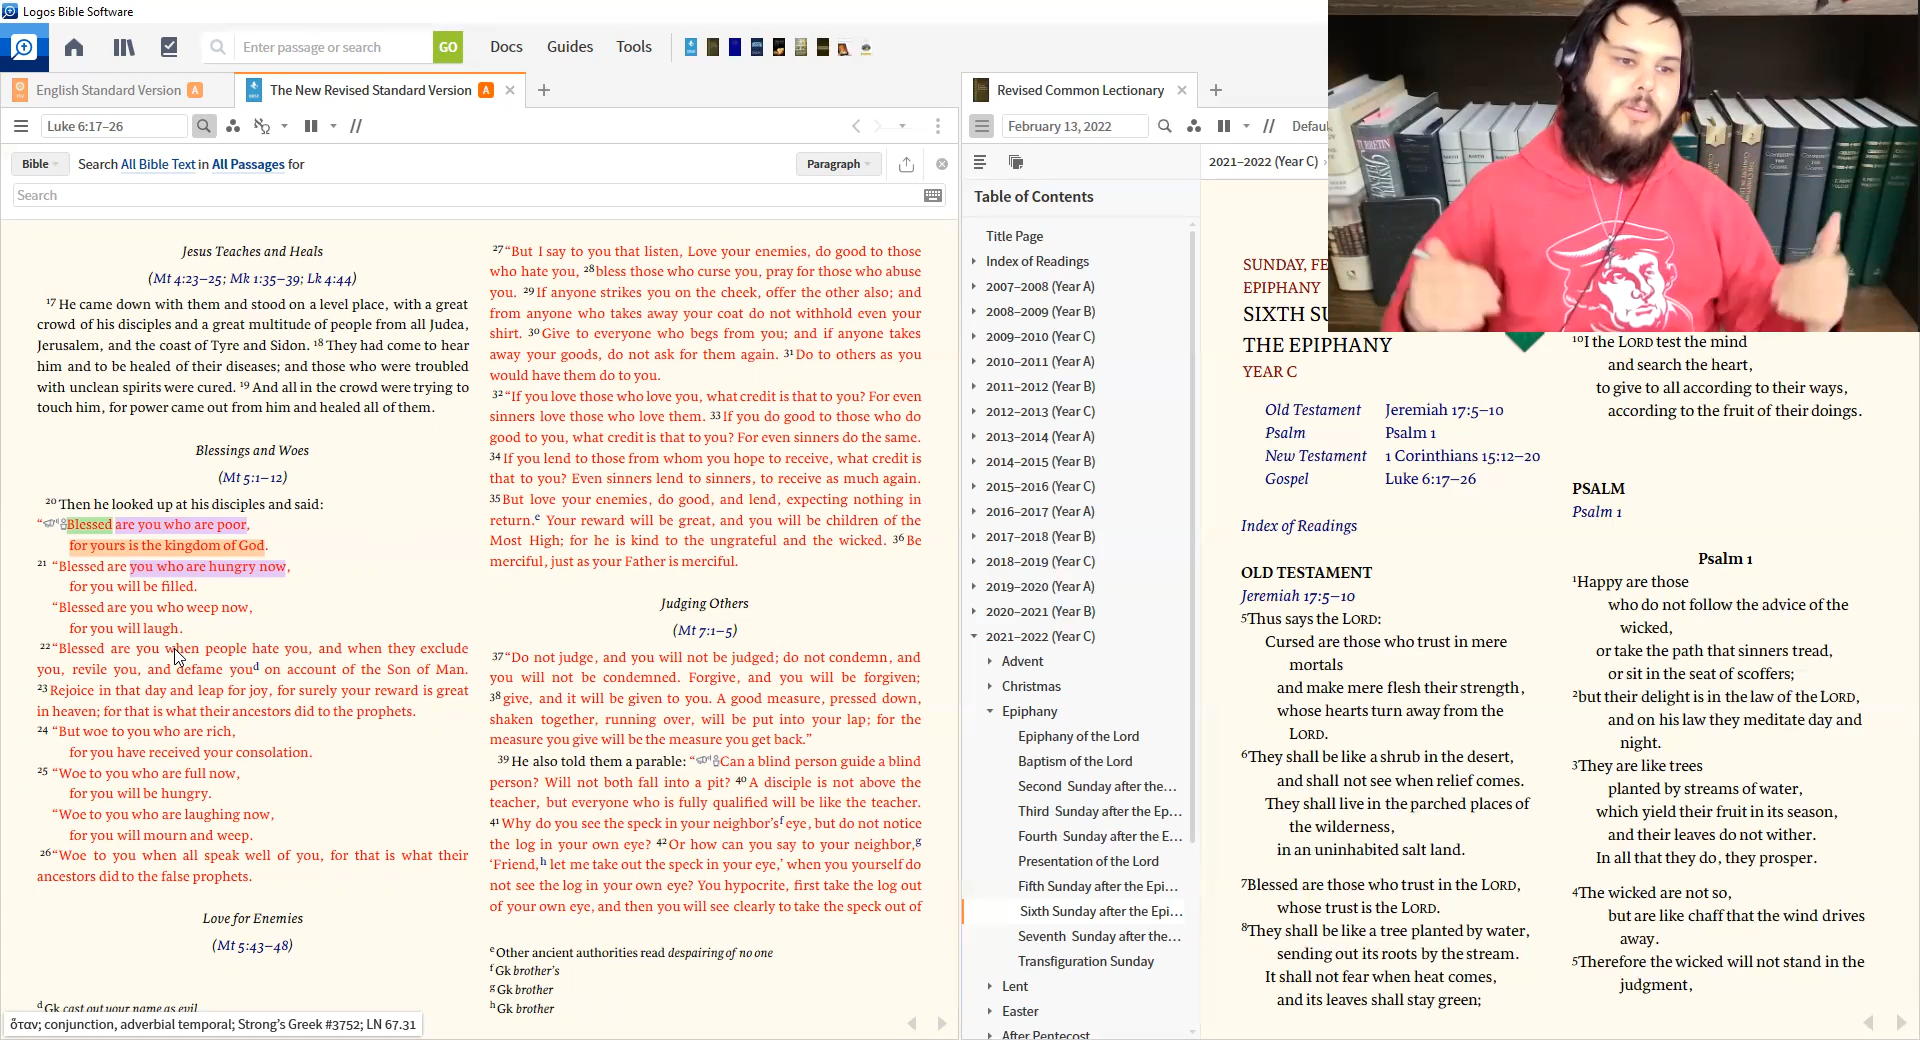 Logos Bible Software
Enter passage or search
GO
Docs
Guides
Tools
English Standard Version A
The New Revised Standard Version A
Luke 6:17–26
Bible
Search All Bible Text in All Passages for
Paragraph
Search
Jesus Teaches and Heals
(Mt 4:23–25; Mk 1:35–39; Lk 4:44)
17 He came down with them and stood on a level place, with a great
crowd of his disciples and a great multitude of people from all Judea,
Jerusalem, and the coast of Tyre and Sidon. 18 They had come to hear
him and to be healed of their diseases; and those who were troubled
with unclean spirits were cured. 19 And all in the crowd were trying to
touch him, for power came out from him and healed all of them.
Blessings and Woes
(Mt 5:1–12)
20 Then he looked up at his disciples and said:
“Blessed are you who are poor,
for yours is the kingdom of God.
21 “Blessed are you who are hungry now,
for you will be filled.
“Blessed are you who weep now,
for you will laugh.
22 “Blessed are you when people hate you, and when they exclude
you, revile you, and defame you d on account of the Son of Man.
23 Rejoice in that day and leap for joy, for surely your reward is great
in heaven; for that is what their ancestors did to the prophets.
24 “But woe to you who are rich,
for you have received your consolation.
25 “Woe to you who are full now,
for you will be hungry.
“Woe to you who are laughing now,
for you will mourn and weep.
26 “Woe to you when all speak well of you, for that is what their
ancestors did to the false prophets.
Love for Enemies
(Mt 5:43–48)
d Gk cast out your name as evil
ὅταν; conjunction, adverbial temporal; Strong’s Greek #3752; LN 67.31
27 “But I say to you that listen, Love your enemies, do good to those
who hate you, 28 bless those who curse you, pray for those who abuse
you. 29 If anyone strikes you on the cheek, offer the other also; and
from anyone who takes away your coat do not withhold even your
shirt. 30 Give to everyone who begs from you; and if anyone takes
away your goods, do not ask for them again. 31 Do to others as you
would have them do to you.
32 “If you love those who love you, what credit is that to you? For even
sinners love those who love them. 33 If you do good to those who do
good to you, what credit is that to you? For even sinners do the same.
34 If you lend to those from whom you hope to receive, what credit is
that to you? Even sinners lend to sinners, to receive as much again.
35 But love your enemies, do good, and lend, expecting nothing in
return. e Your reward will be great, and you will be children of the
Most High; for he is kind to the ungrateful and the wicked. 36 Be
merciful, just as your Father is merciful.
Judging Others
(Mt 7:1–5)
37 “Do not judge, and you will not be judged; do not condemn, and
you will not be condemned. Forgive, and you will be forgiven;
38 give, and it will be given to you. A good measure, pressed down,
shaken together, running over, will be put into your lap; for the
measure you give will be the measure you get back.”
39 He also told them a parable: “Can a blind person guide a blind
person? Will not both fall into a pit? 40 A disciple is not above the
teacher, but everyone who is fully qualified will be like the teacher.
41 Why do you see the speck in your neighbor’s f eye, but do not notice
the log in your own eye? 42 Or how can you say to your neighbor, g
‘Friend, h let me take out the speck in your eye,’ when you yourself do
not see the log in your own eye? You hypocrite, first take the log out
of your own eye, and then you will see clearly to take the speck out of
e Other ancient authorities read despairing of no one
f Gk brother’s
g Gk brother
h Gk brother
Revised Common Lectionary
February 13, 2022
Defaul
2021–2022 (Year C)
Table of Contents
Title Page
Index of Readings
2007–2008 (Year A)
2008–2009 (Year B)
2009–2010 (Year C)
2010–2011 (Year A)
2011–2012 (Year B)
2012–2013 (Year C)
2013–2014 (Year A)
2014–2015 (Year B)
2015–2016 (Year C)
2016–2017 (Year A)
2017–2018 (Year B)
2018–2019 (Year C)
2019–2020 (Year A)
2020–2021 (Year B)
2021–2022 (Year C)
Advent
Christmas
Epiphany
Epiphany of the Lord
Baptism of the Lord
Second Sunday after the...
Third Sunday after the Ep...
Fourth Sunday after the E...
Presentation of the Lord
Fifth Sunday after the Epi...
Sixth Sunday after the Epi...
Seventh Sunday after the...
Transfiguration Sunday
Lent
Easter
After Pentecost
SUNDAY, FE
EPIPHANY
SIXTH SU
THE EPIPHANY
YEAR C
Old Testament Jeremiah 17:5–10
Psalm Psalm 1
New Testament 1 Corinthians 15:12–20
Gospel Luke 6:17–26
Index of Readings
OLD TESTAMENT
Jeremiah 17:5–10
5 Thus says the LORD:
Cursed are those who trust in mere
mortals
and make mere flesh their strength,
whose hearts turn away from the
LORD.
6 They shall be like a shrub in the desert,
and shall not see when relief comes.
They shall live in the parched places of
the wilderness,
in an uninhabited salt land.
7 Blessed are those who trust in the LORD,
whose trust is the LORD.
8 They shall be like a tree planted by water,
sending out its roots by the stream.
It shall not fear when heat comes,
and its leaves shall stay green;
10 I the LORD test the mind
and search the heart,
to give to all according to their ways,
according to the fruit of their doings.
PSALM
Psalm 1
Psalm 1
1 Happy are those
who do not follow the advice of the
wicked,
or take the path that sinners tread,
or sit in the seat of scoffers;
2 but their delight is in the law of the LORD,
and on his law they meditate day and
night.
3 They are like trees
planted by streams of water,
which yield their fruit in its season,
and their leaves do not wither.
In all that they do, they prosper.
4 The wicked are not so,
but are like chaff that the wind drives
away.
5 Therefore the wicked will not stand in the
judgment,